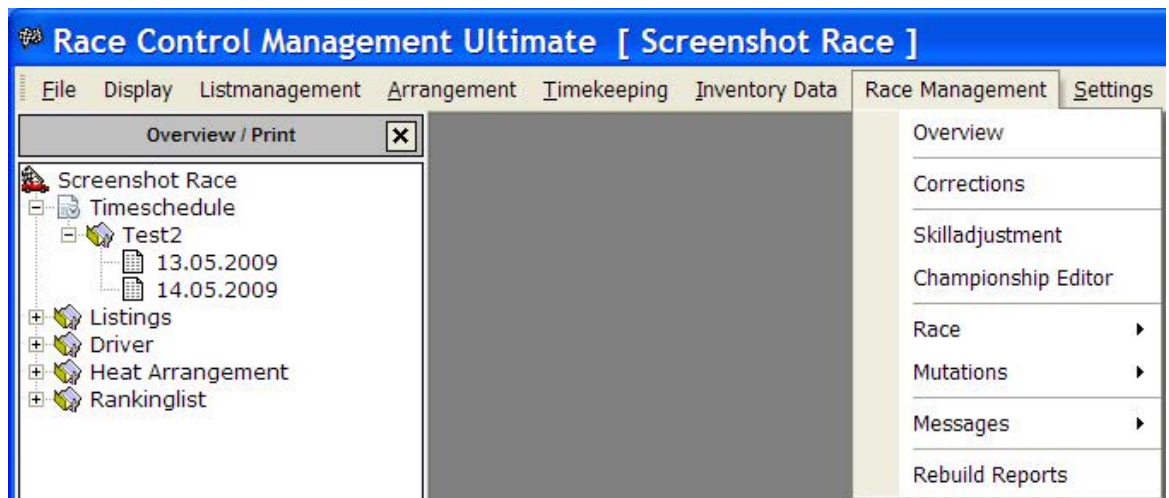 Race Control Management Ultimate [ Screenshot Race ]
File Display Listmanagement Arrangement Timekeeping Inventory Data Race Management Settings
Overview / Print
Screenshot Race
Timeschedule
Test2
13.05.2009
14.05.2009
Listings
Driver
Heat Arrangement
Rankinglist
Overview
Corrections
Skilladjustment
Championship Editor
Race
Mutations
Messages
Rebuild Reports